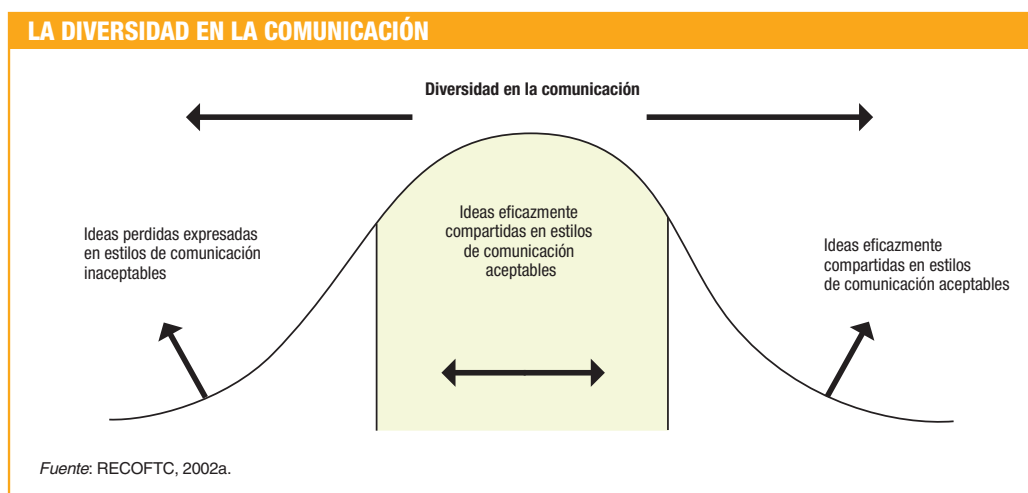 LA DIVERSIDAD EN LA COMUNICACIÓN
Diversidad en la comunicación
Ideas perdidas expresadas
en estilos de comunicación
inaceptables
Ideas eficazmente
compartidas en estilos
de comunicación
aceptables
Ideas eficazmente
compartidas en estilos
de comunicación aceptables
Fuente: RECOFTC, 2002a.